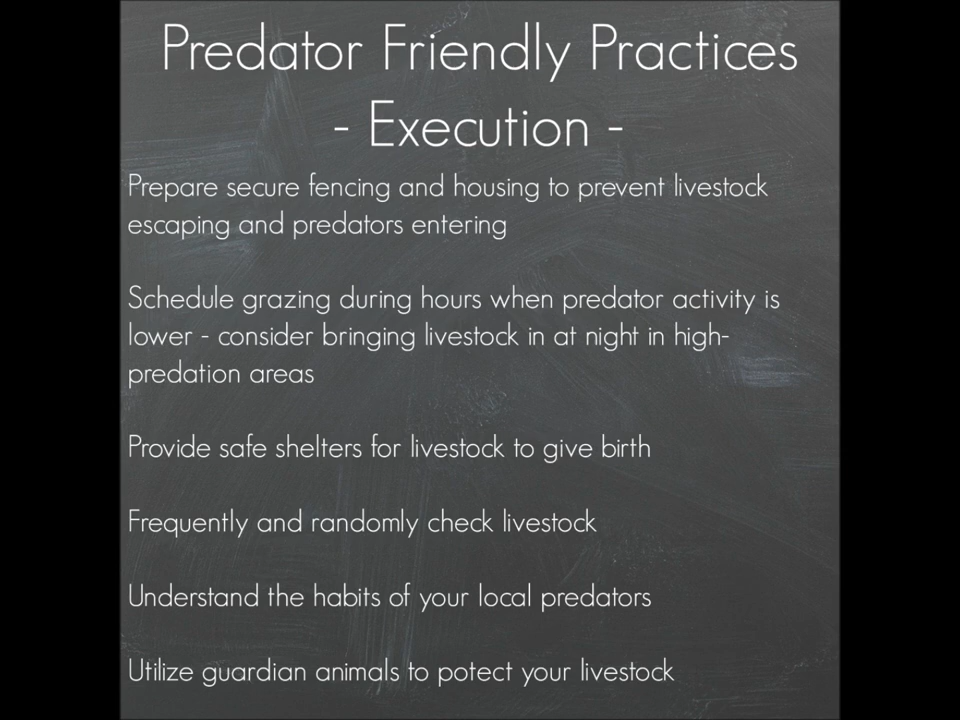 Predator Friendly Practices
- Execution -
Prepare secure fencing and housing to prevent livestock
escaping and predators entering
Schedule grazing during hours when predator activity is
lower - consider bringing livestock in at night in high-
predation areas
Provide safe shelters for livestock to give birth
Frequently and randomly check livestock
Understand the habits of your local predators
Utilize guardian animals to potect your livestock